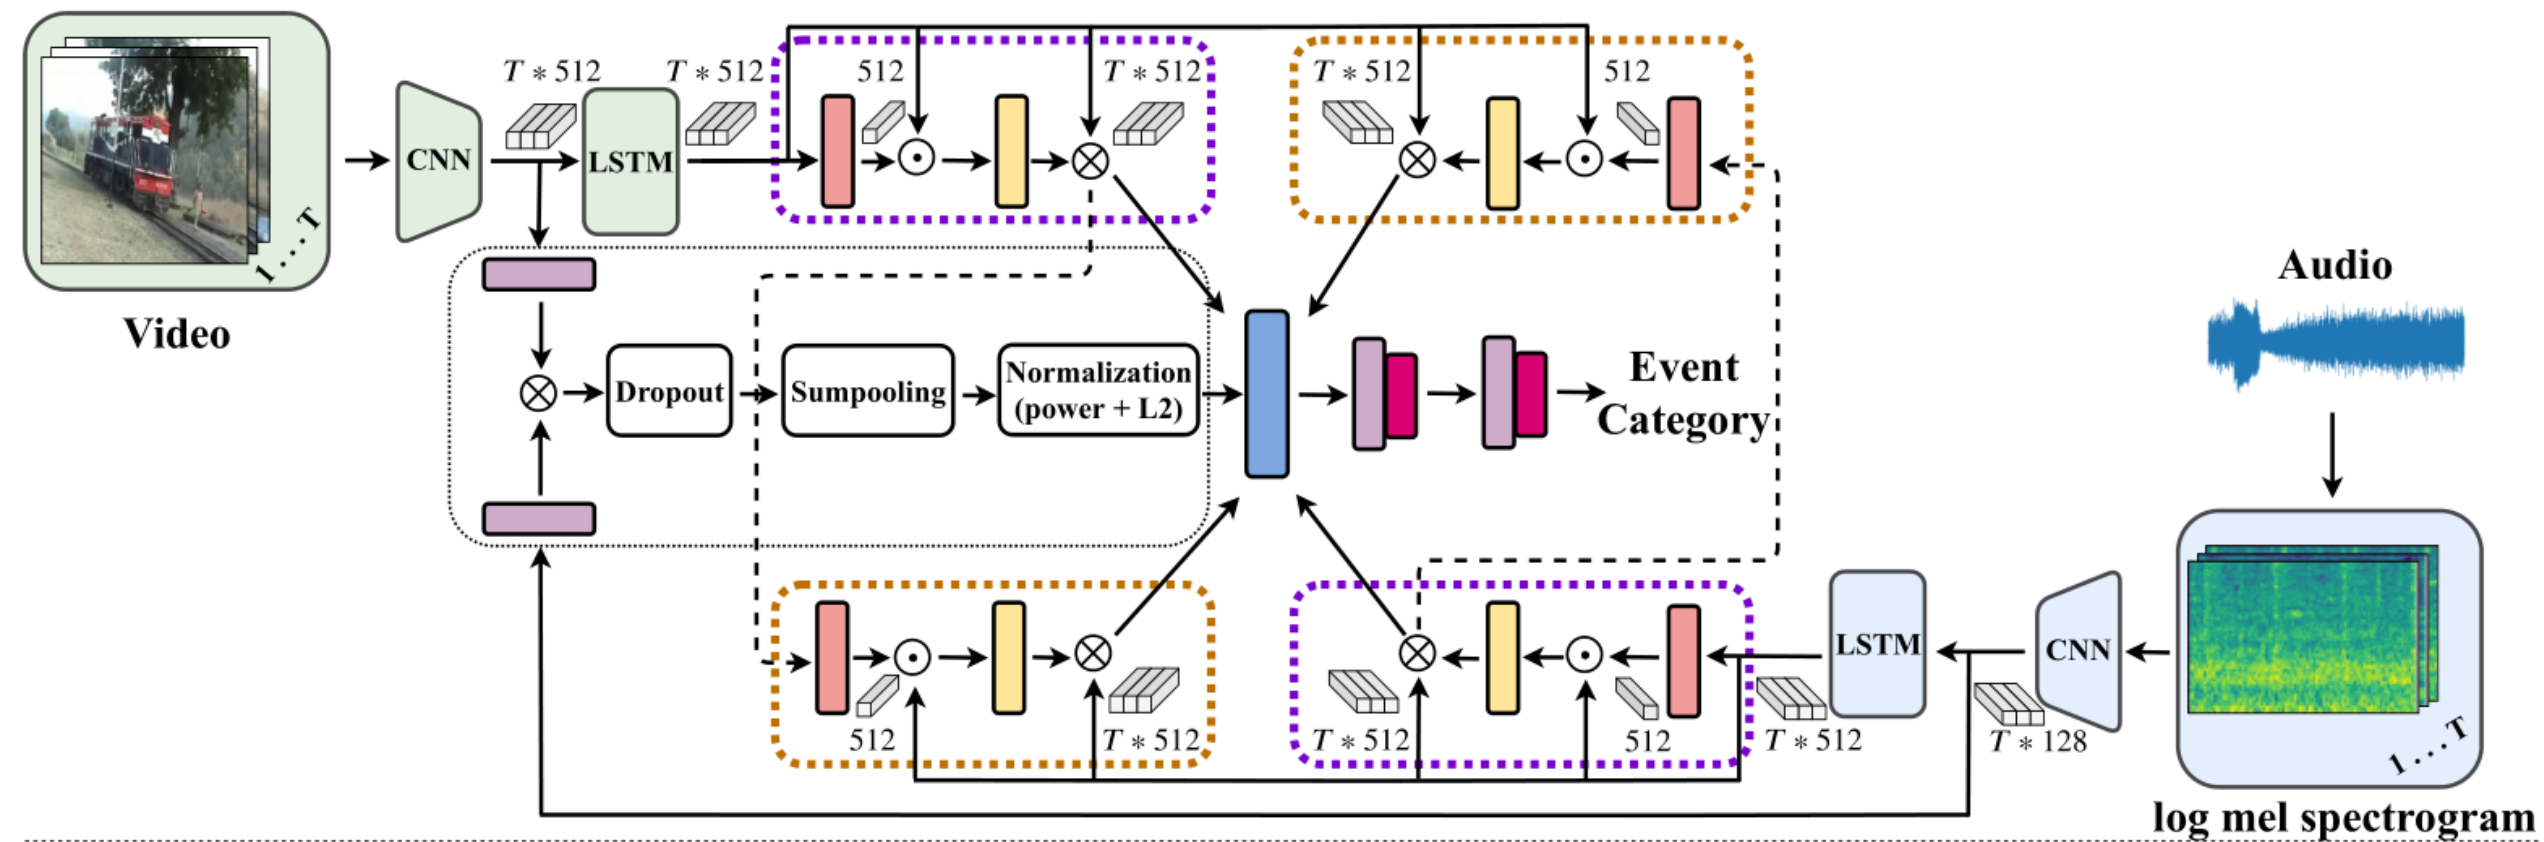 T * 512
T * 512
512
T * 512
T * 512
512
CNN
LSTM
1 . . . T
Video
Audio
Dropout
Sumpooling
Normalization
(power + L2)
Event
Category
LSTM
CNN
512
T * 512
T * 512
512
T * 512
T * 128
1 . . . T
log mel spectrogram